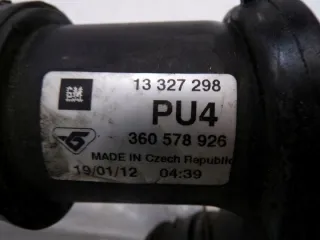 GM
13 327 298
PU4
360 578 926
MADE IN Czech Republic
19/01/12 04:39